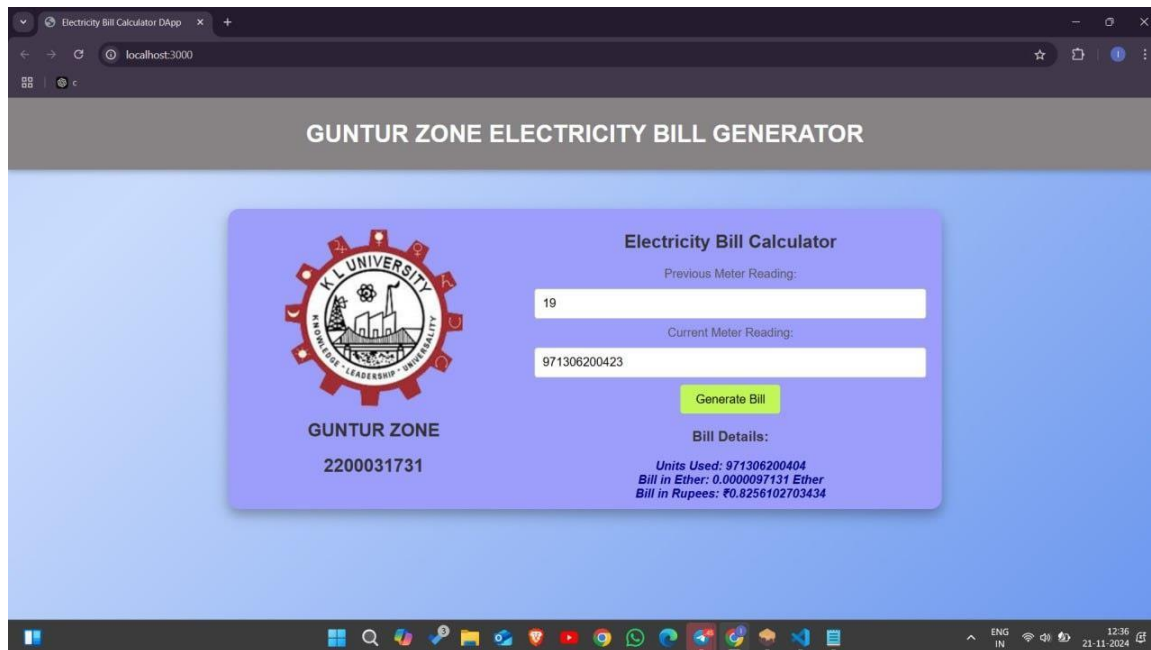 Electricity Bill Calculator DApp
localhost:3000
c
GUNTUR ZONE ELECTRICITY BILL GENERATOR
K L UNIVERSITY
KNOWLEDGE - LEADERSHIP - UNIVERSALITY
GUNTUR ZONE
2200031731
Electricity Bill Calculator
Previous Meter Reading:
19
Current Meter Reading:
971306200423
Generate Bill
Bill Details:
Units Used: 971306200404
Bill in Ether: 0.0000097131 Ether
Bill in Rupees: ₹0.8256102703434
3
ENG
IN
12:36
21-11-2024